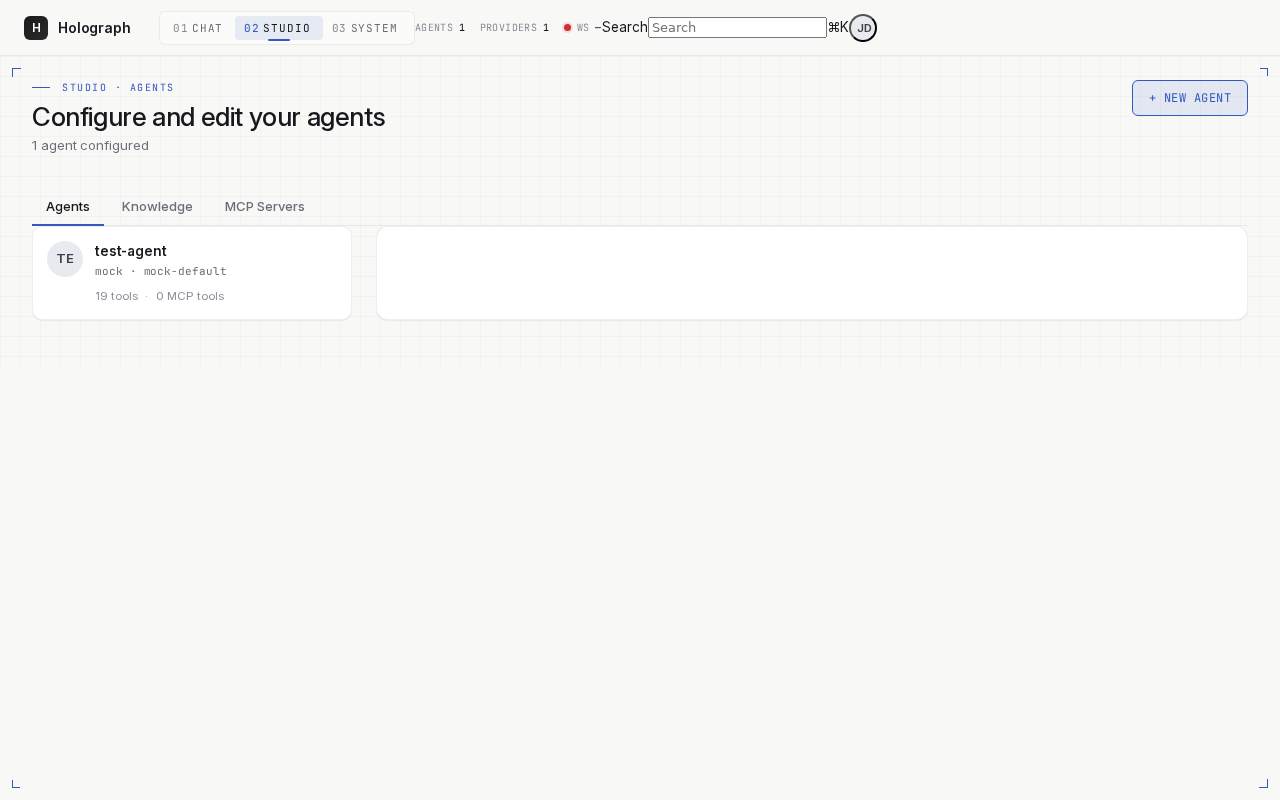 H Holograph 01 CHAT 02 STUDIO 03 SYSTEM AGENTS 1 PROVIDERS 1 WS – Search Search ⌘K JD
STUDIO · AGENTS
+ NEW AGENT
Configure and edit your agents
1 agent configured
Agents Knowledge MCP Servers
TE test-agent
mock · mock-default
19 tools · 0 MCP tools